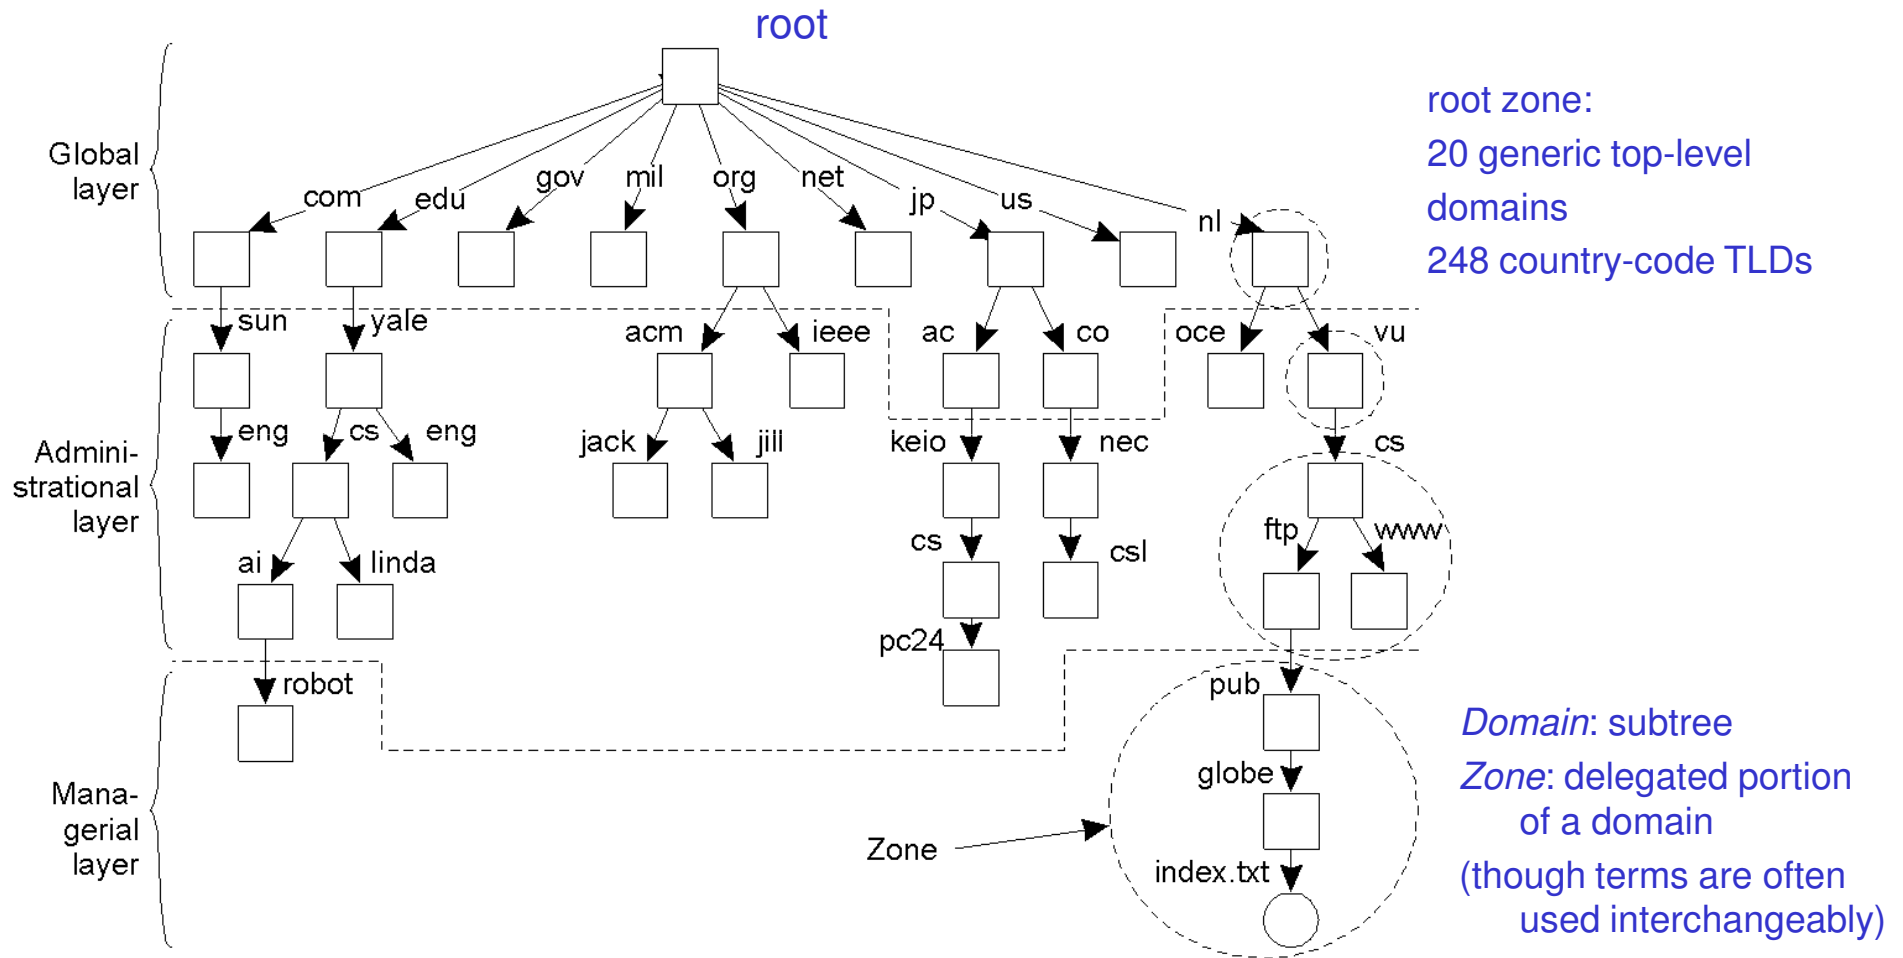 root
root zone:
20 generic top-level
domains
248 country-code TLDs
Global
layer
com
edu
gov
mil
org
net
jp
us
nl
sun
yale
acm
ieee
ac
co
oce
vu
Admini-
strational
layer
eng
cs
eng
jack
jill
keio
nec
cs
ai
linda
cs
csl
ftp
www
pc24
robot
pub
Mana-
gerial
layer
globe
Zone
index.txt
Domain: subtree
Zone: delegated portion
of a domain
(though terms are often
used interchangeably)